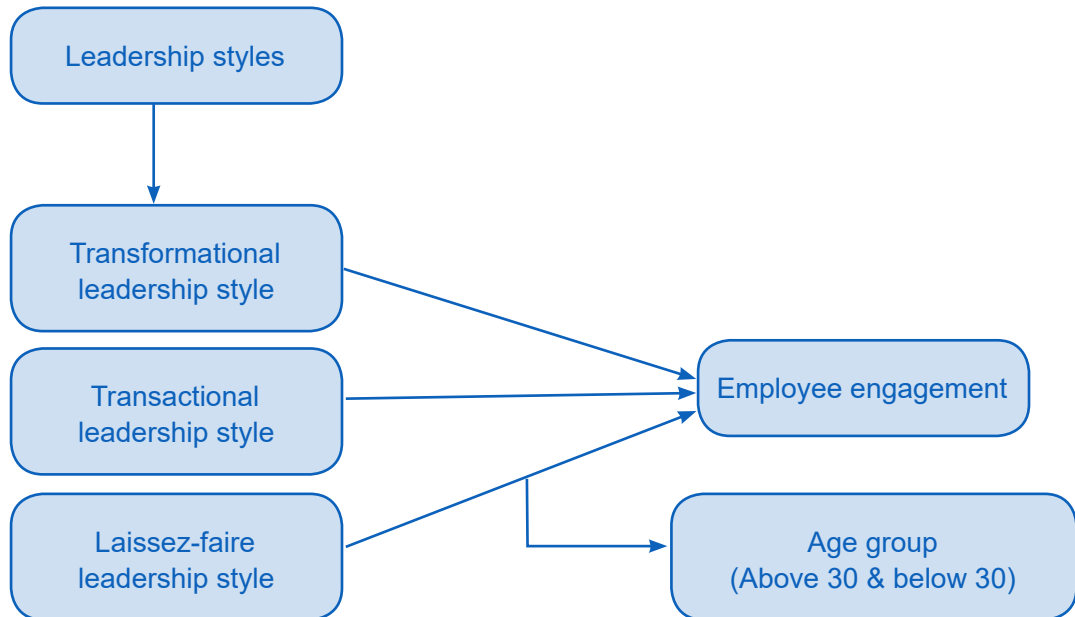 Leadership styles
Transformational
leadership style
Transactional
leadership style
Employee engagement
Laissez-faire
leadership style
Age group
(Above 30 & below 30)